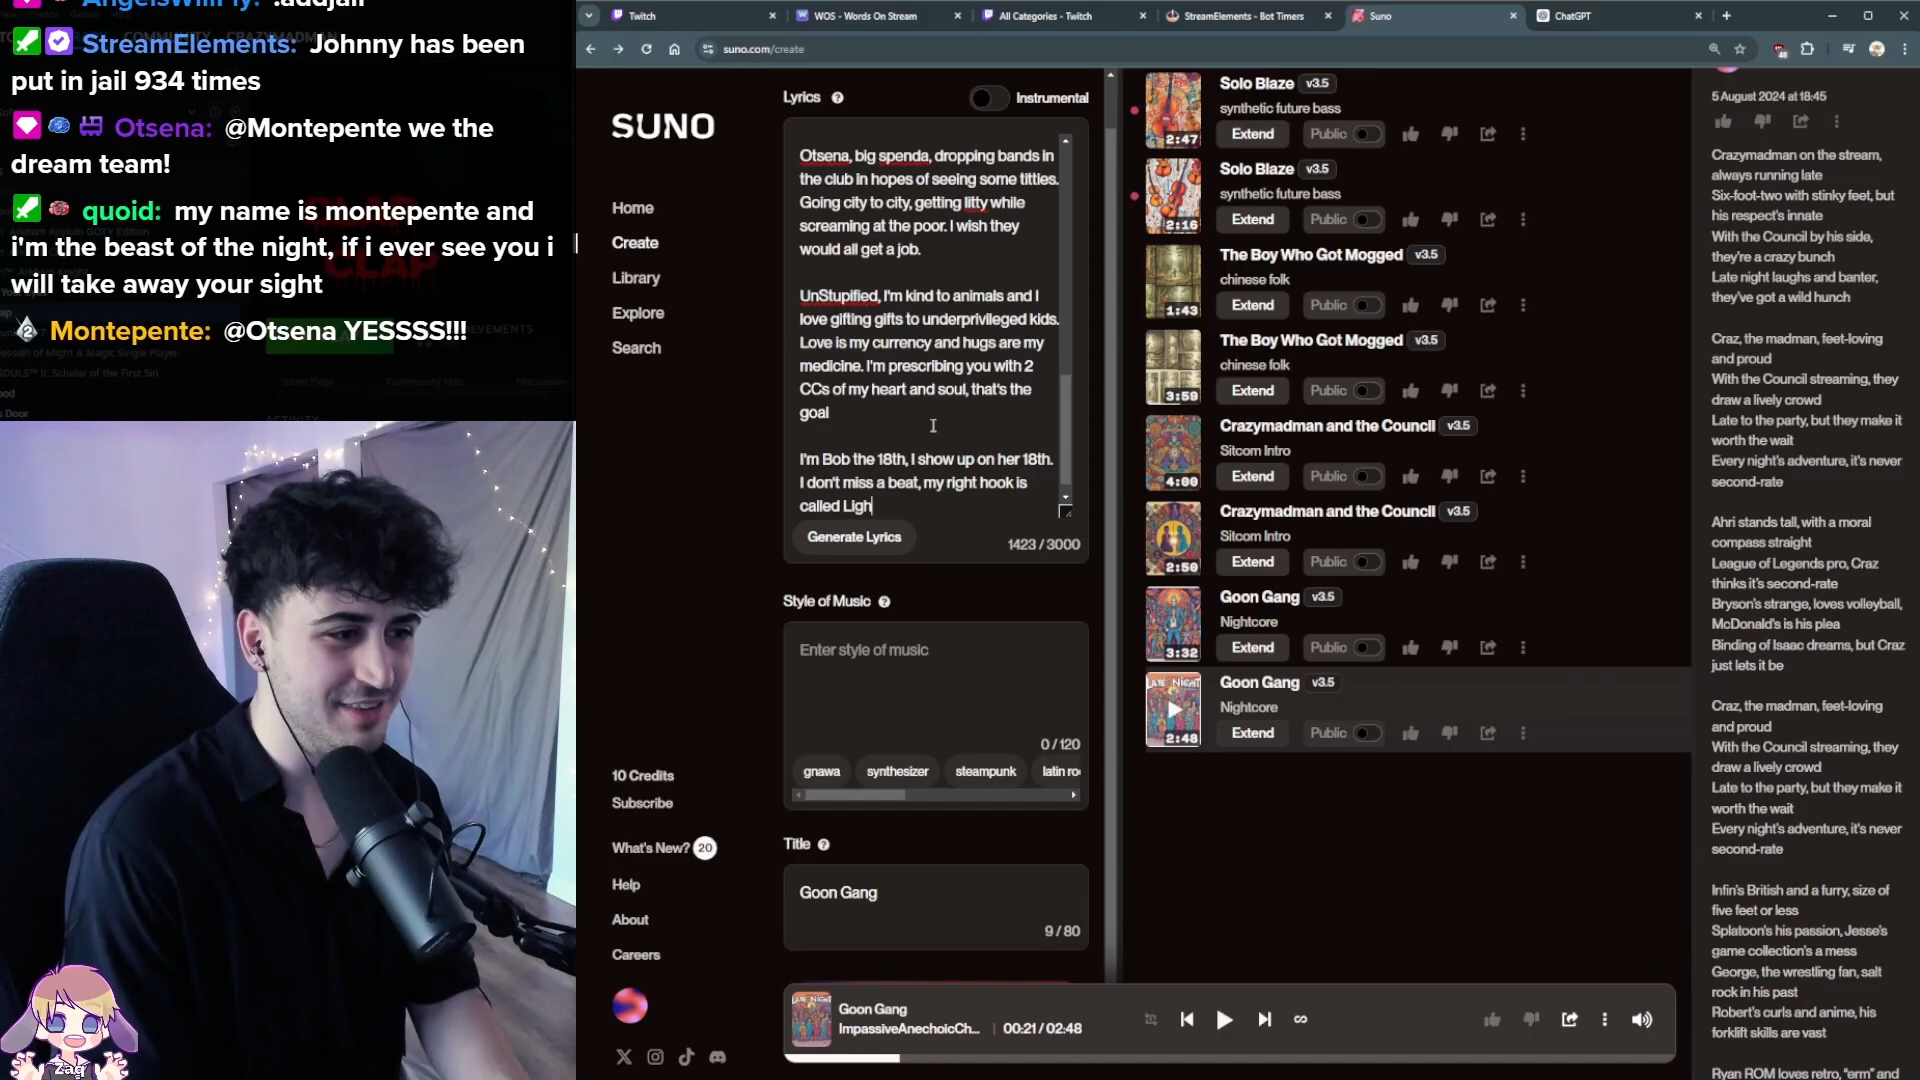 StreamElements: Johnny has been
put in jail 934 times
Otsena: @Montepente we the
dream team!
quoid: my name is montepente and
i'm the beast of the night, if i ever see you i
will take away your sight
Montepente: @Otsena YESSSS!!!
Zaq
Twitch
WOS - Words On Stream
All Categories - Twitch
StreamElements - Bot Timers
Suno
ChatGPT
suno.com/create
SUNO
Home
Create
Library
Explore
Search
10 Credits
Subscribe
What's New? 20
Help
About
Careers
Lyrics
Instrumental
Otsena, big spenda, dropping bands in
the club in hopes of seeing some titties.
Going city to city, getting litty while
screaming at the poor. I wish they
would all get a job.
UnStupified, I'm kind to animals and I
love gifting gifts to underprivileged kids.
Love is my currency and hugs are my
medicine. I'm prescribing you with 2
CCs of my heart and soul, that's the
goal
I'm Bob the 18th, I show up on her 18th.
I don't miss a beat, my right hook is
called Ligh
Generate Lyrics
1423 / 3000
Style of Music
Enter style of music
0 / 120
gnawa
synthesizer
steampunk
latin ro
Title
Goon Gang
9 / 80
Solo Blaze v3.5
synthetic future bass
2:47
Extend
Public
Solo Blaze v3.5
synthetic future bass
2:16
Extend
Public
The Boy Who Got Mogged v3.5
chinese folk
1:43
Extend
Public
The Boy Who Got Mogged v3.5
chinese folk
3:59
Extend
Public
Crazymadman and the Council v3.5
Sitcom Intro
4:00
Extend
Public
Crazymadman and the Council v3.5
Sitcom Intro
2:59
Extend
Public
Goon Gang v3.5
Nightcore
3:32
Extend
Public
Goon Gang v3.5
Nightcore
LATE NIGHT
2:48
Extend
Public
5 August 2024 at 18:45
Crazymadman on the stream,
always running late
Six-foot-two with stinky feet, but
his respect's innate
With the Council by his side,
they're a crazy bunch
Late night laughs and banter,
they've got a wild hunch
Craz, the madman, feet-loving
and proud
With the Council streaming, they
draw a lively crowd
Late to the party, but they make it
worth the wait
Every night's adventure, it's never
second-rate
Ahri stands tall, with a moral
compass straight
League of Legends pro, Craz
thinks it's second-rate
Bryson's strange, loves volleyball,
McDonald's is his plea
Binding of Isaac dreams, but Craz
just lets it be
Craz, the madman, feet-loving
and proud
With the Council streaming, they
draw a lively crowd
Late to the party, but they make it
worth the wait
Every night's adventure, it's never
second-rate
Infin's British and a furry, size of
five feet or less
Splatoon's his passion, Jesse's
game collection's a mess
George, the wrestling fan, salt
rock in his past
Robert's curls and anime, his
forklift skills are vast
Ryan ROM loves retro, "erm" and
LATE NIGHT
Goon Gang
ImpassiveAnechoicCh...
00:21 / 02:48